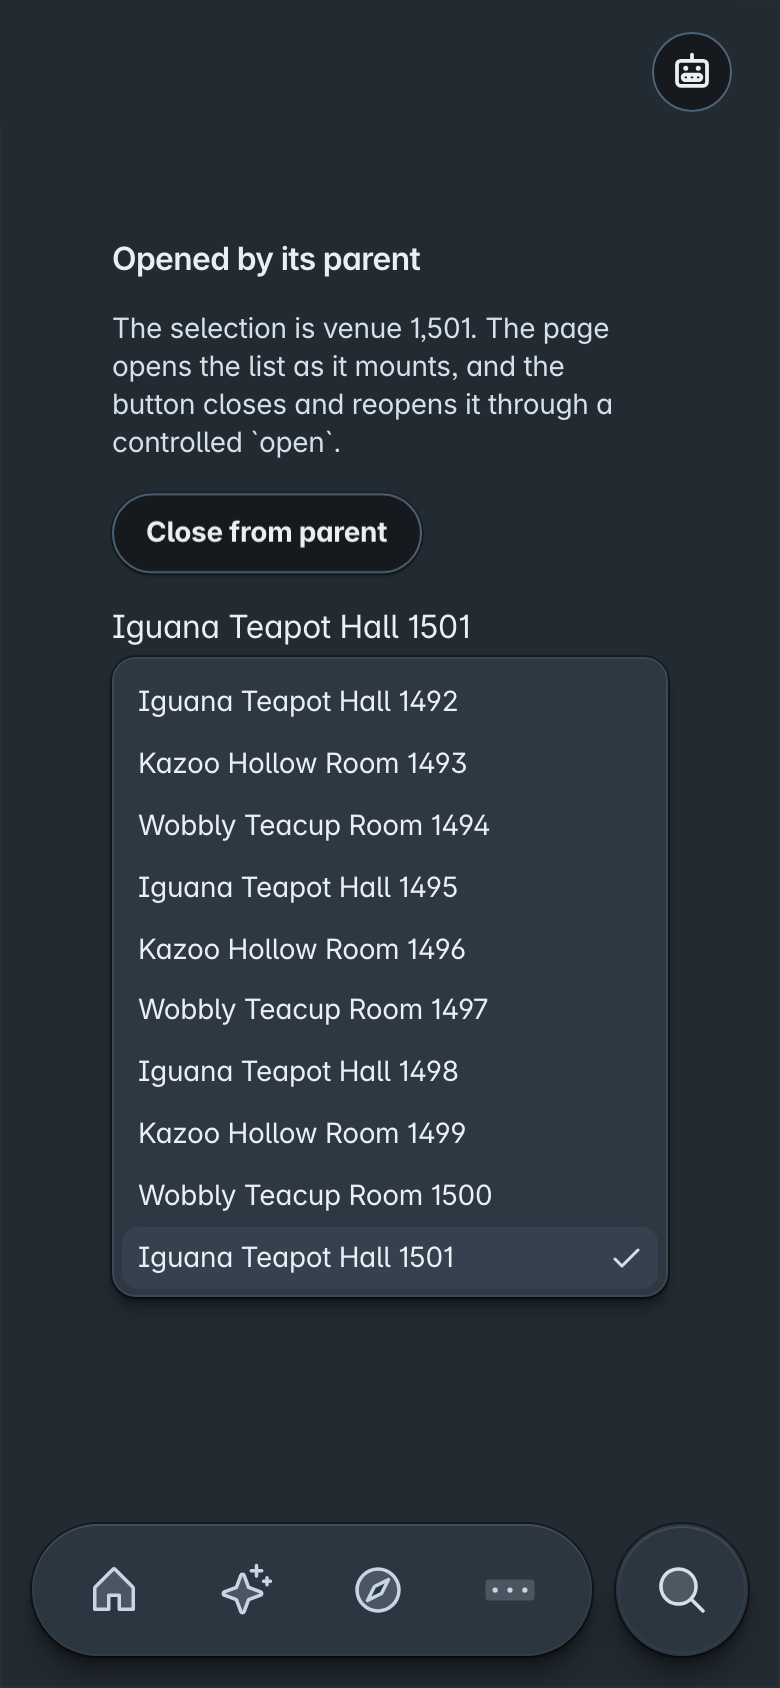 Opened by its parent
The selection is venue 1,501. The page
opens the list as it mounts, and the
button closes and reopens it through a
controlled `open`.
Close from parent
Iguana Teapot Hall 1501
Iguana Teapot Hall 1492
Kazoo Hollow Room 1493
Wobbly Teacup Room 1494
Iguana Teapot Hall 1495
Kazoo Hollow Room 1496
Wobbly Teacup Room 1497
Iguana Teapot Hall 1498
Kazoo Hollow Room 1499
Wobbly Teacup Room 1500
Iguana Teapot Hall 1501